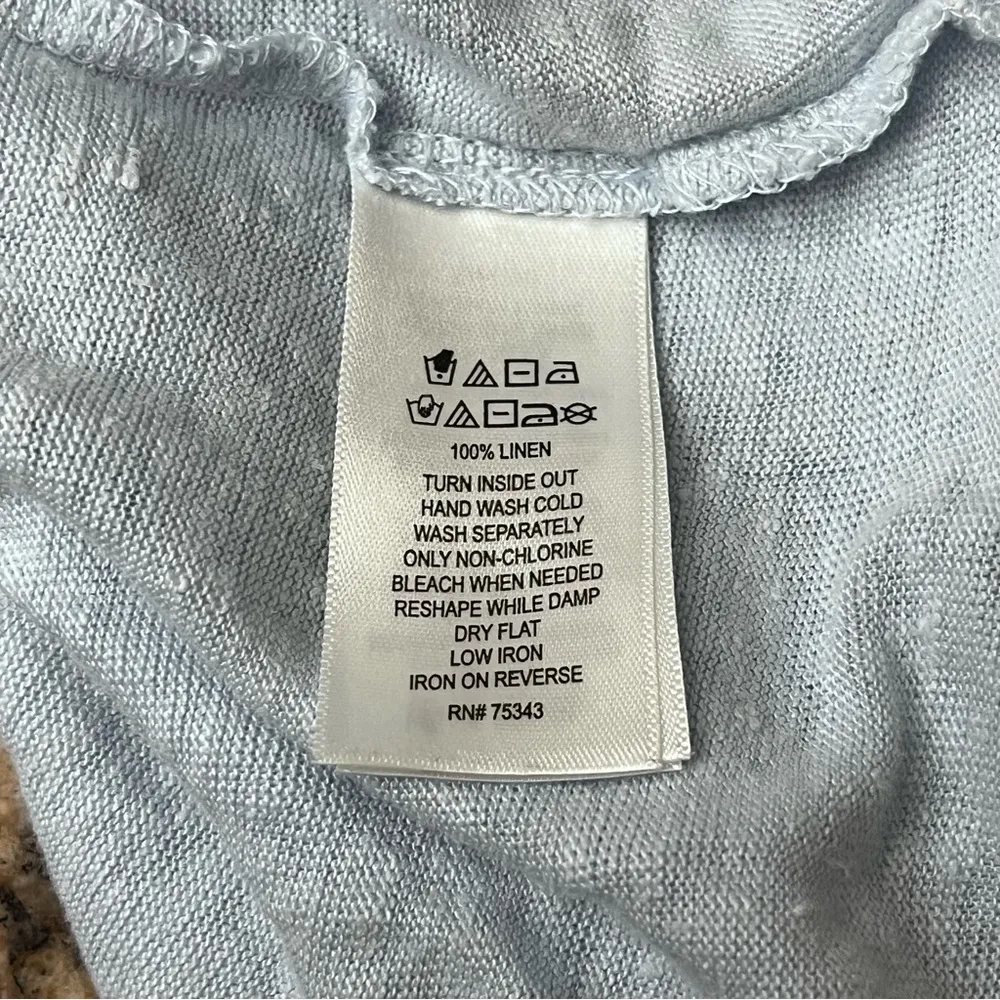 100% LINEN
TURN INSIDE OUT
HAND WASH COLD
WASH SEPARATELY
ONLY NON-CHLORINE
BLEACH WHEN NEEDED
RESHAPE WHILE DAMP
DRY FLAT
LOW IRON
IRON ON REVERSE
RN# 75343